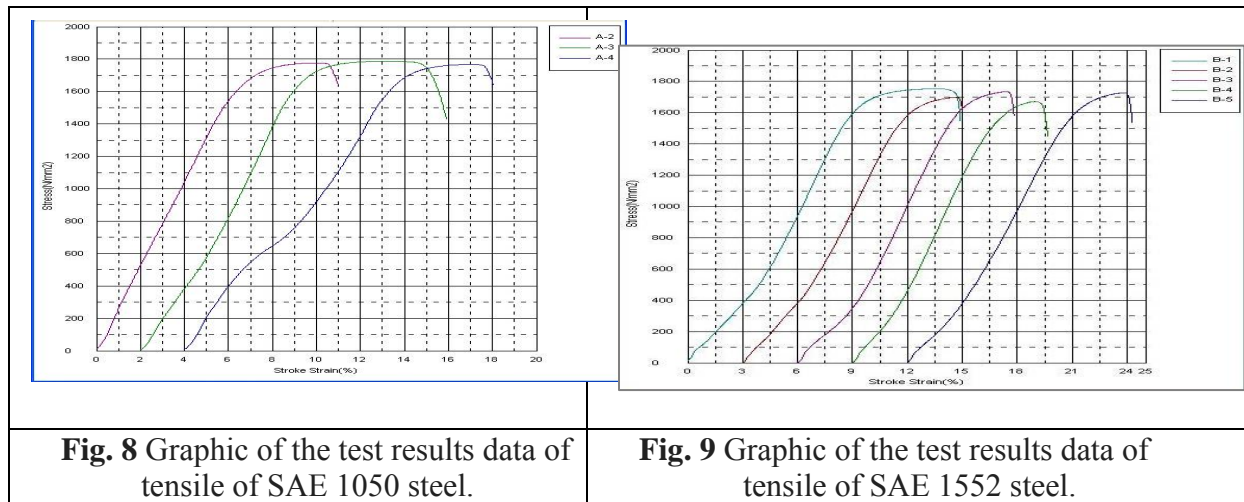 2000
1800
1600
1400
1200
1000
800
600
400
200
0
Stress(N/mm2)
0 2 4 6 8 10 12 14 16 18 20
Stroke Strain(%)
A-2
A-3
A-4
2000
1800
1600
1400
1200
1000
800
600
400
200
0
Stress(N/mm2)
0 3 6 9 12 15 18 21 24 25
Stroke Strain(%)
B-1
B-2
B-3
B-4
B-5
Fig. 8 Graphic of the test results data of
tensile of SAE 1050 steel.
Fig. 9 Graphic of the test results data of
tensile of SAE 1552 steel.